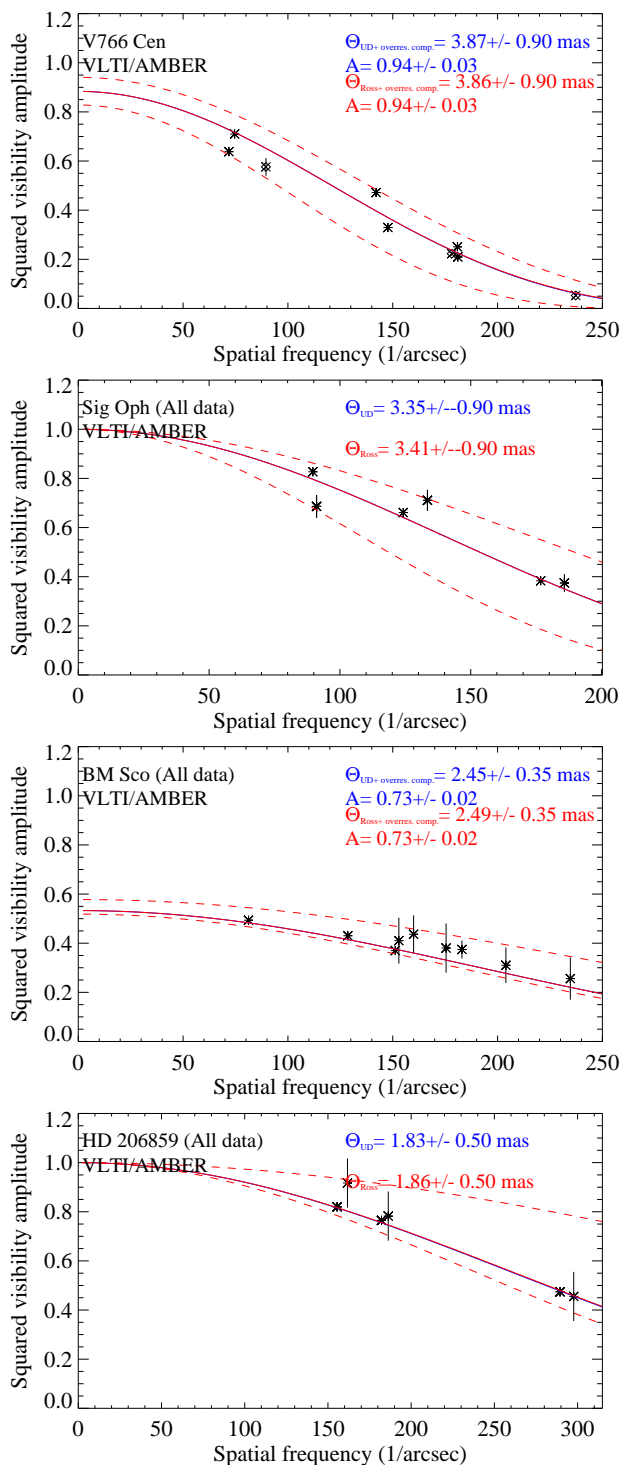 V766 Cen
VLTI/AMBER
Θ UD+ overres. comp. = 3.87+/- 0.90 mas
A= 0.94+/- 0.03
Θ Ross+ overres. comp. = 3.86+/- 0.90 mas
A= 0.94+/- 0.03
Squared visibility amplitude
1.2
1.0
0.8
0.6
0.4
0.2
0.0
0 50 100 150 200 250
Spatial frequency (1/arcsec)
Sig Oph (All data)
VLTI/AMBER
Θ UD = 3.35+/--0.90 mas
Θ Ross = 3.41+/--0.90 mas
Squared visibility amplitude
1.2
1.0
0.8
0.6
0.4
0.2
0.0
0 50 100 150 200
Spatial frequency (1/arcsec)
BM Sco (All data)
VLTI/AMBER
Θ UD+ overres. comp. = 2.45+/- 0.35 mas
A= 0.73+/- 0.02
Θ Ross+ overres. comp. = 2.49+/- 0.35 mas
A= 0.73+/- 0.02
Squared visibility amplitude
1.2
1.0
0.8
0.6
0.4
0.2
0.0
0 50 100 150 200 250
Spatial frequency (1/arcsec)
HD 206859 (All data)
VLTI/AMBER
Θ UD = 1.83+/- 0.50 mas
Θ Ross = 1.86+/- 0.50 mas
Squared visibility amplitude
1.2
1.0
0.8
0.6
0.4
0.2
0.0
0 50 100 150 200 250 300
Spatial frequency (1/arcsec)